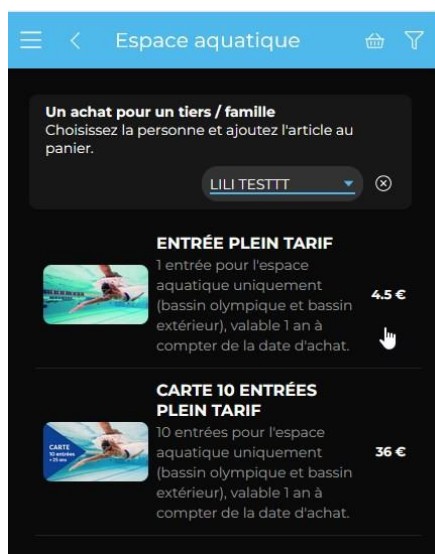 Espace aquatique
Un achat pour un tiers / famille
Choisissez la personne et ajoutez l'article au
panier.
LILI TESTTT
ENTRÉE PLEIN TARIF
1 entrée pour l'espace
aquatique uniquement
(bassin olympique et bassin
extérieur), valable 1 an à
compter de la date d'achat.
4.5 €
CARTE 10 ENTRÉES
PLEIN TARIF
10 entrées pour l'espace
aquatique uniquement
(bassin olympique et bassin
extérieur), valable 1 an à
compter de la date d'achat.
36 €
CARTE
10 entrées